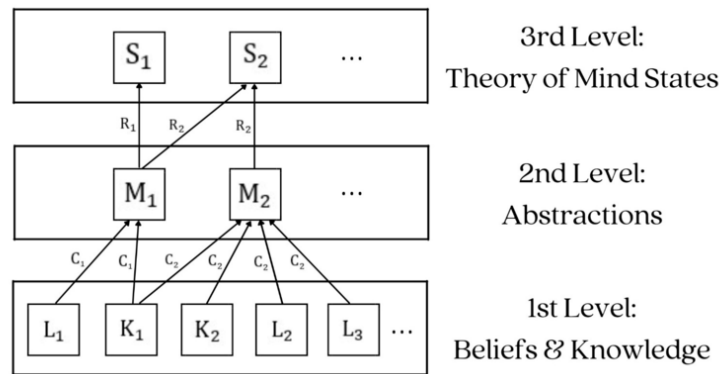 S₁ S₂ ...
3rd Level:
Theory of Mind States
R₁ R₂ R₂
M₁ M₂ ...
2nd Level:
Abstractions
C₁ C₁ C₂ C₂ C₂ C₂
L₁ K₁ K₂ L₂ L₃ ...
1st Level:
Beliefs & Knowledge